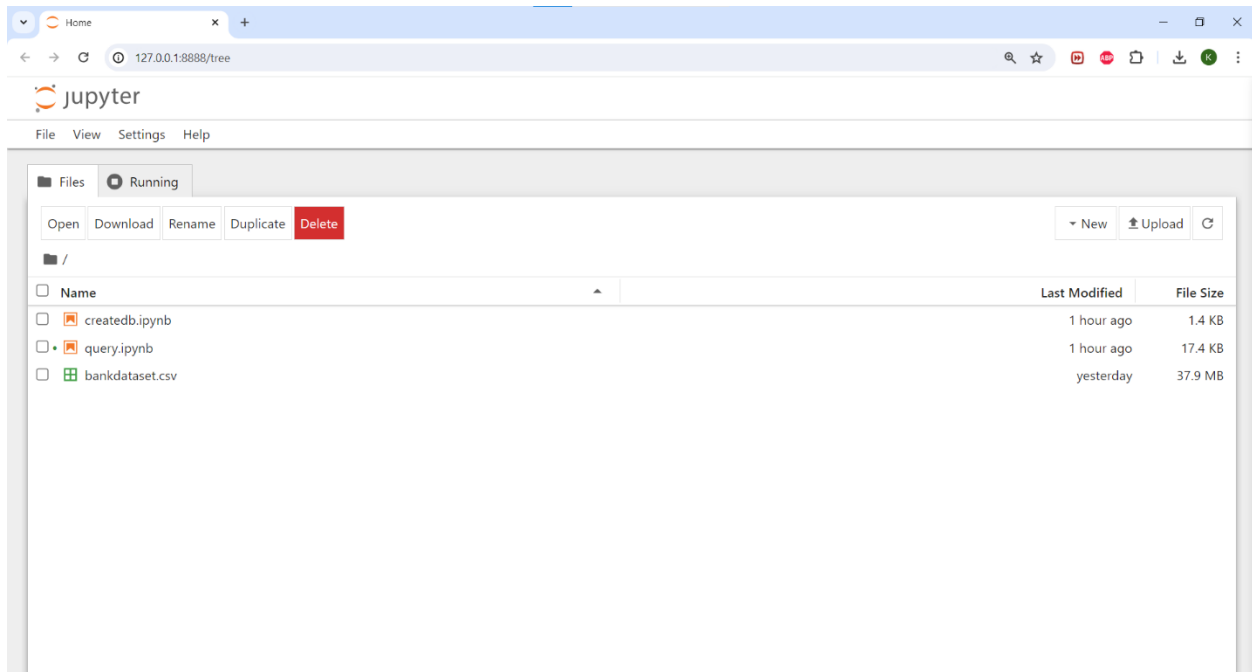 Home
127.0.0.1:8888/tree
ABP
K
jupyter
File View Settings Help
Files Running
Open Download Rename Duplicate Delete New Upload
/
Name Last Modified File Size
createdb.ipynb 1 hour ago 1.4 KB
query.ipynb 1 hour ago 17.4 KB
bankdataset.csv yesterday 37.9 MB